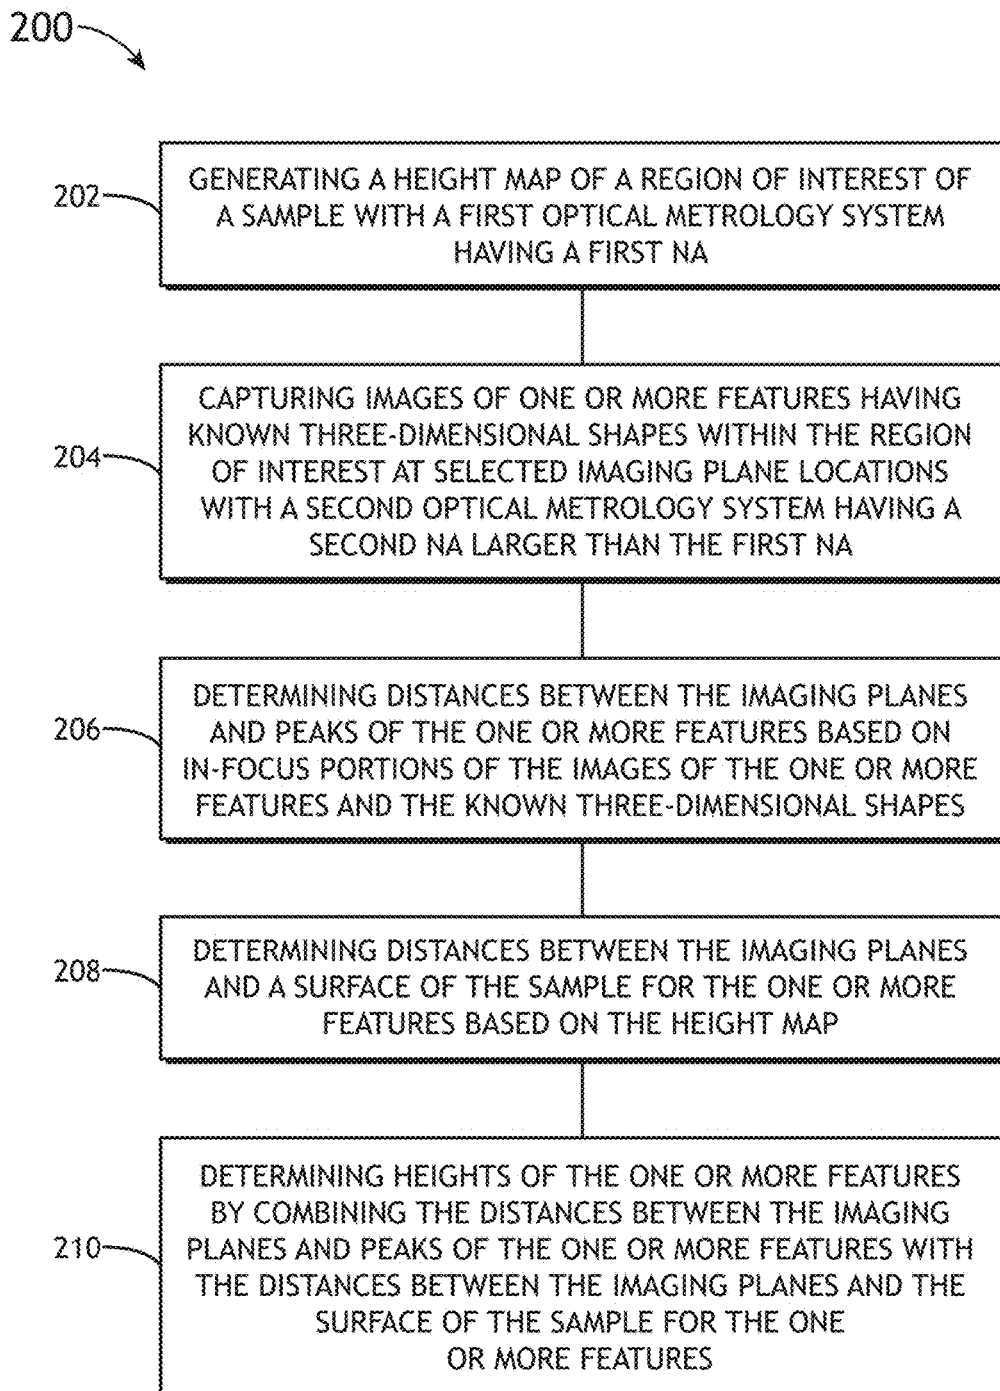 200
202
GENERATING A HEIGHT MAP OF A REGION OF INTEREST OF
A SAMPLE WITH A FIRST OPTICAL METROLOGY SYSTEM
HAVING A FIRST NA
204
CAPTURING IMAGES OF ONE OR MORE FEATURES HAVING
KNOWN THREE-DIMENSIONAL SHAPES WITHIN THE REGION
OF INTEREST AT SELECTED IMAGING PLANE LOCATIONS
WITH A SECOND OPTICAL METROLOGY SYSTEM HAVING A
SECOND NA LARGER THAN THE FIRST NA
206
DETERMINING DISTANCES BETWEEN THE IMAGING PLANES
AND PEAKS OF THE ONE OR MORE FEATURES BASED ON
IN-FOCUS PORTIONS OF THE IMAGES OF THE ONE OR MORE
FEATURES AND THE KNOWN THREE-DIMENSIONAL SHAPES
208
DETERMINING DISTANCES BETWEEN THE IMAGING PLANES
AND A SURFACE OF THE SAMPLE FOR THE ONE OR MORE
FEATURES BASED ON THE HEIGHT MAP
210
DETERMINING HEIGHTS OF THE ONE OR MORE FEATURES
BY COMBINING THE DISTANCES BETWEEN THE IMAGING
PLANES AND PEAKS OF THE ONE OR MORE FEATURES WITH
THE DISTANCES BETWEEN THE IMAGING PLANES AND THE
SURFACE OF THE SAMPLE FOR THE ONE
OR MORE FEATURES